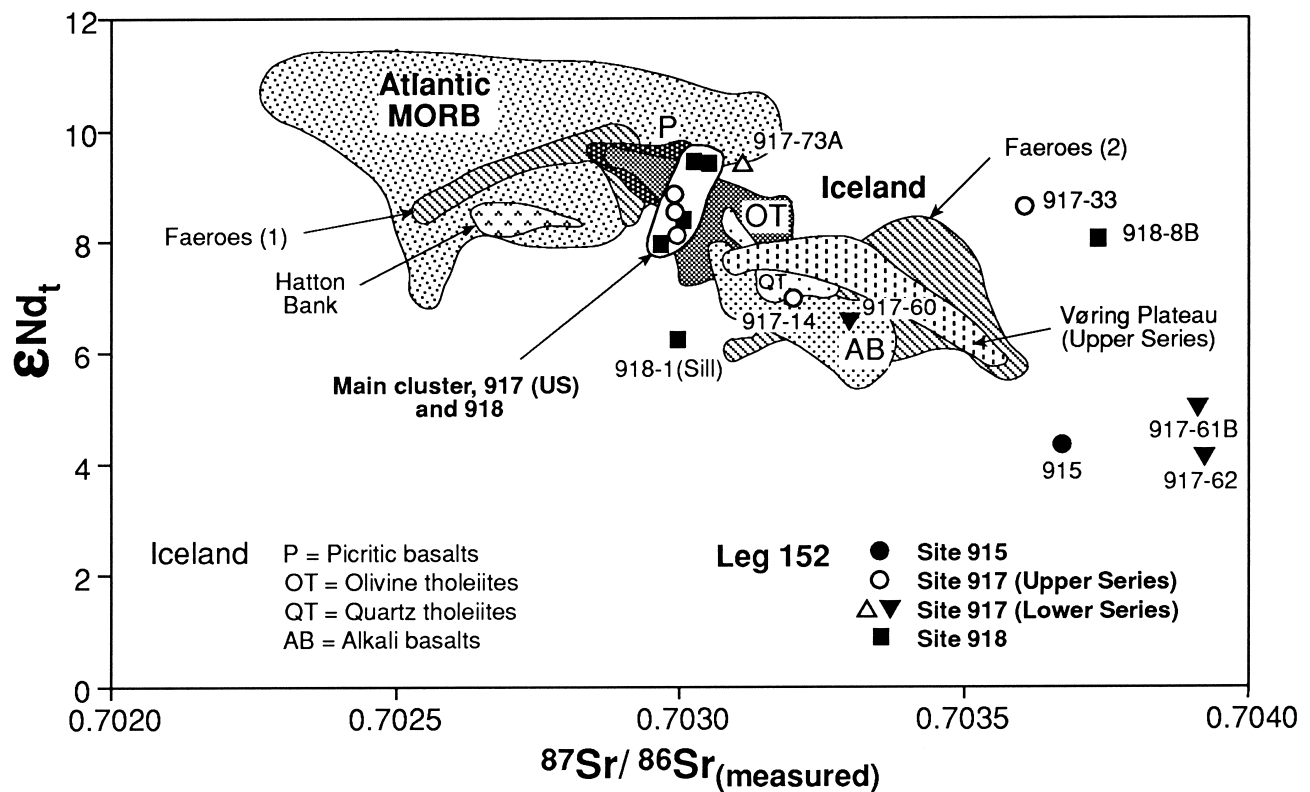 12
10
8
6
4
2
0
εNdt
0.7020
0.7025
0.7030
0.7035
0.7040
87Sr/ 86Sr(measured)
Atlantic
MORB
P
917-73A
Iceland
Faeroes (2)
OT
917-33
918-8B
Faeroes (1)
Hatton
Bank
QT
917-14
917-60
AB
Vøring Plateau
(Upper Series)
918-1(Sill)
Main cluster, 917 (US)
and 918
917-61B
915
917-62
Iceland
P = Picritic basalts
OT = Olivine tholeiites
QT = Quartz tholeiites
AB = Alkali basalts
Leg 152
Site 915
Site 917 (Upper Series)
Site 917 (Lower Series)
Site 918